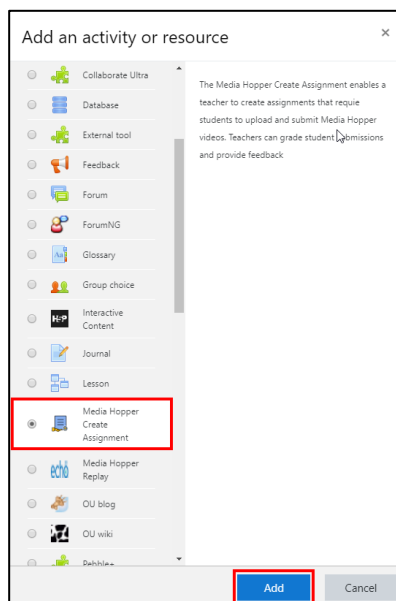 Add an activity or resource
×
Collaborate Ultra
The Media Hopper Create Assignment enables a
teacher to create assignments that requie
students to upload and submit Media Hopper
videos. Teachers can grade student submissions
and provide feedback
Database
External tool
Feedback
Forum
ForumNG
Aa
Glossary
Group choice
H-P
Interactive
Content
Journal
Lesson
Media Hopper
Create
Assignment
echo
Media Hopper
Replay
OU blog
OU wiki
Pebble+
Add
Cancel